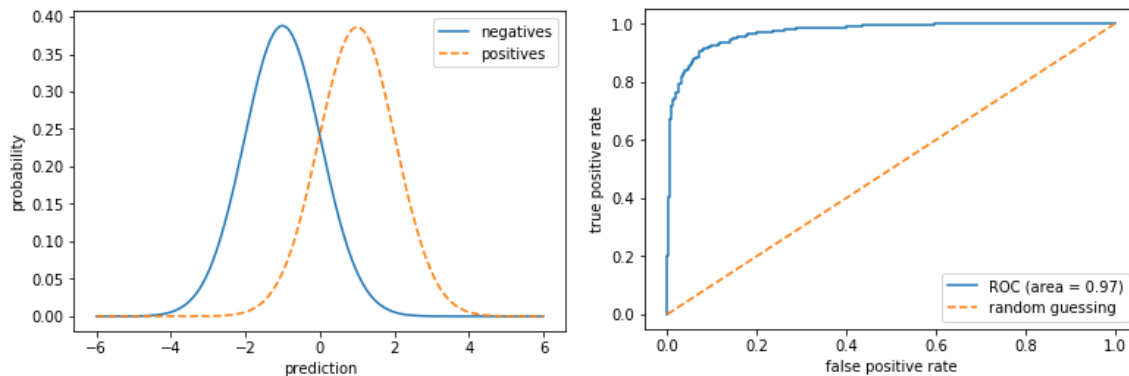 0.40
0.35
0.30
0.25
0.20
0.15
0.10
0.05
0.00
probability
negatives
positives
−6 −4 −2 0 2 4 6
prediction
1.0
0.8
0.6
0.4
0.2
0.0
true positive rate
ROC (area = 0.97)
random guessing
0.0 0.2 0.4 0.6 0.8 1.0
false positive rate